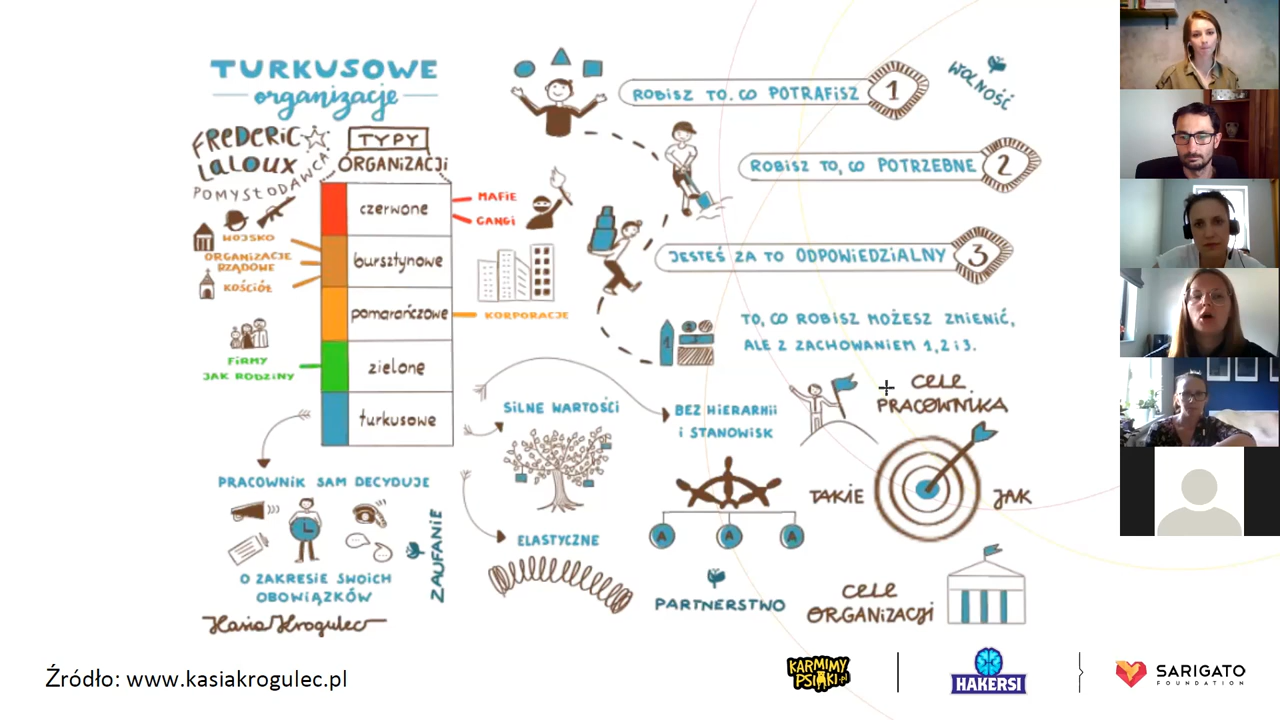 TURKUSOWE
organizacje
FREDERIC
LALOUX
POMYSŁODAWCA
TYPY
ORGANIZACJI
czerwone
MAFIE
GANGI
WOJSKO
ORGANIZACJE
RZĄDOWE
KOŚCIÓŁ
bursztynowe
pomarańczowe
KORPORACJE
FIRMY
JAK RODZINY
zielone
turkusowe
ROBISZ TO, CO POTRAFISZ
1
WOLNOŚĆ
ROBISZ TO, CO POTRZEBNE
2
JESTEŚ ZA TO ODPOWIEDZIALNY
3
1
2
3
TO, CO ROBISZ MOŻESZ ZMIENIĆ,
ALE Z ZACHOWANIEM 1, 2 i 3.
PRACOWNIK SAM DECYDUJE
O ZAKRESIE SWOICH
OBOWIĄZKÓW
ZAUFANIE
SILNE WARTOŚCI
ELASTYCZNE
BEZ HIERARHII
i STANOWISK
A
A
A
PARTNERSTWO
CELE
PRACOWNIKA
TAKIE
JAK
CELE
ORGANIZACJI
Kasia Krogulec
Źródło: www.kasiakrogulec.pl
KARMIMY
PSIAKI.pl
HAKERSI
SARIGATO
FOUNDATION